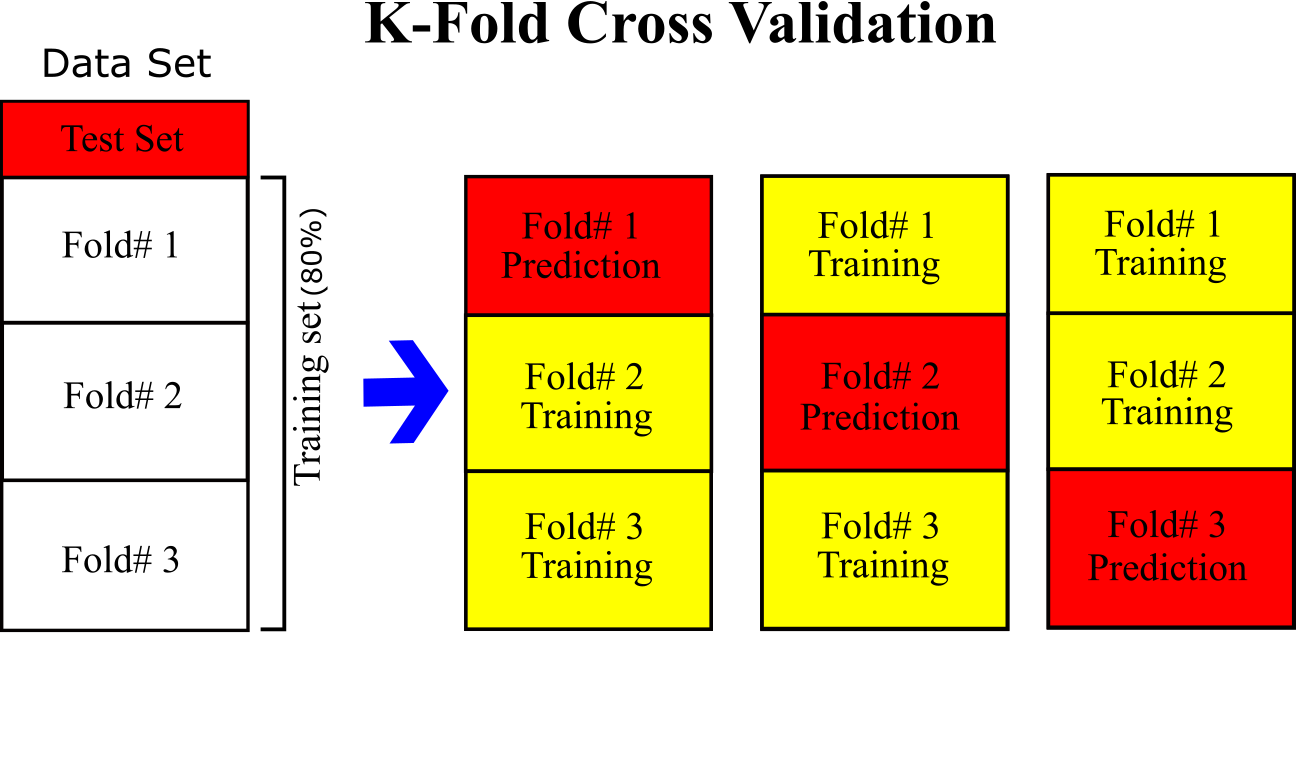 K-Fold Cross Validation
Data Set
Test Set
Fold# 1
Fold# 2
Fold# 3
Training set(80%)
Fold# 1
Prediction
Fold# 2
Training
Fold# 3
Training
Fold# 1
Training
Fold# 2
Prediction
Fold# 3
Training
Fold# 1
Training
Fold# 2
Training
Fold# 3
Prediction